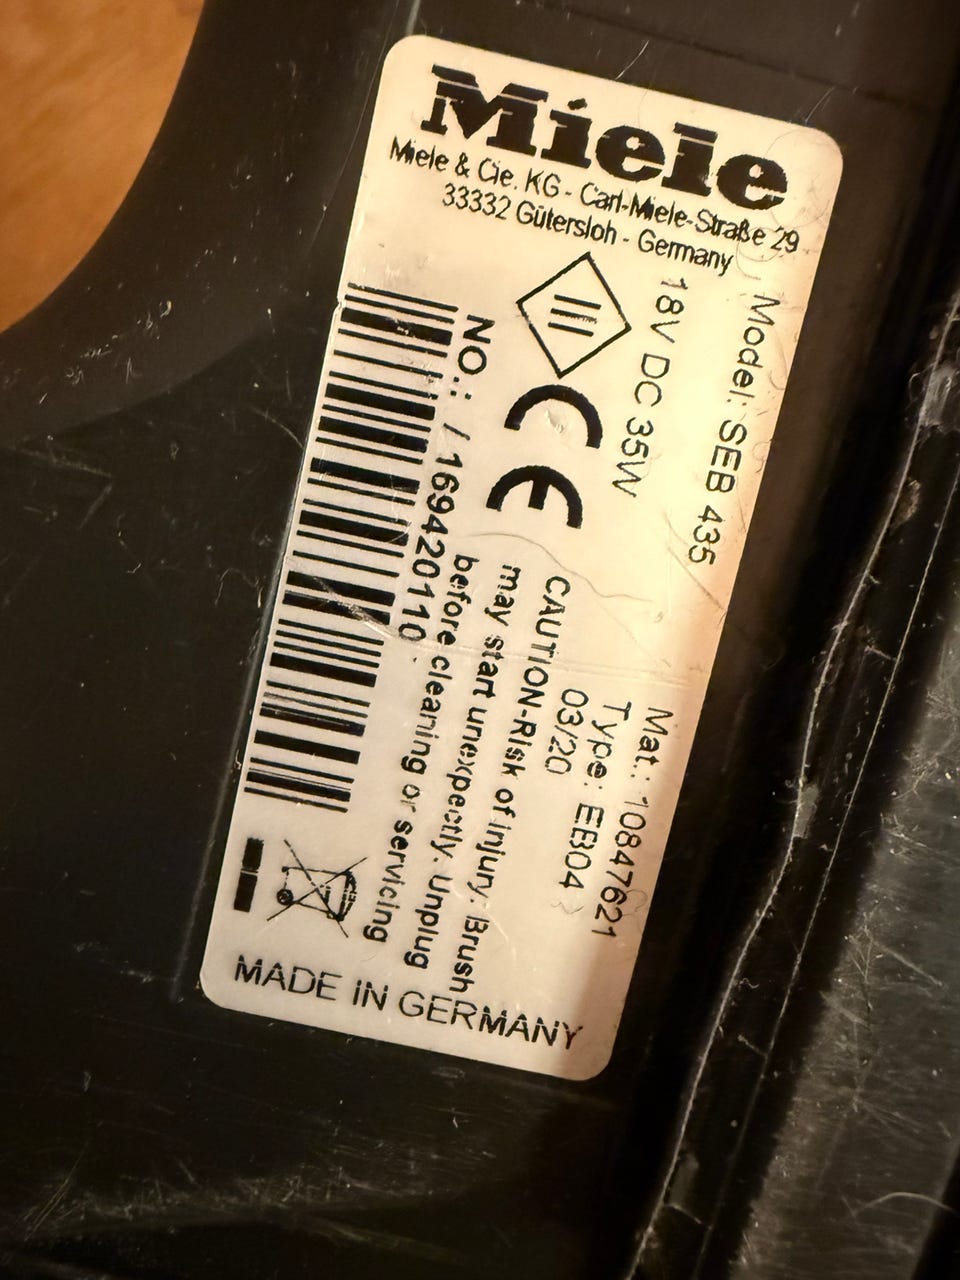 Miele
Miele & Cie. KG - Carl-Miele-Straße 29
33332 Gütersloh - Germany
Model: SEB 435
18V DC 35W
Mat.: 10847621
Type: EB04
03/20
CE
CAUTION-Risk of injury. Brush
may start unexpectly. Unplug
before cleaning or servicing
NO.: / 169420110
MADE IN GERMANY